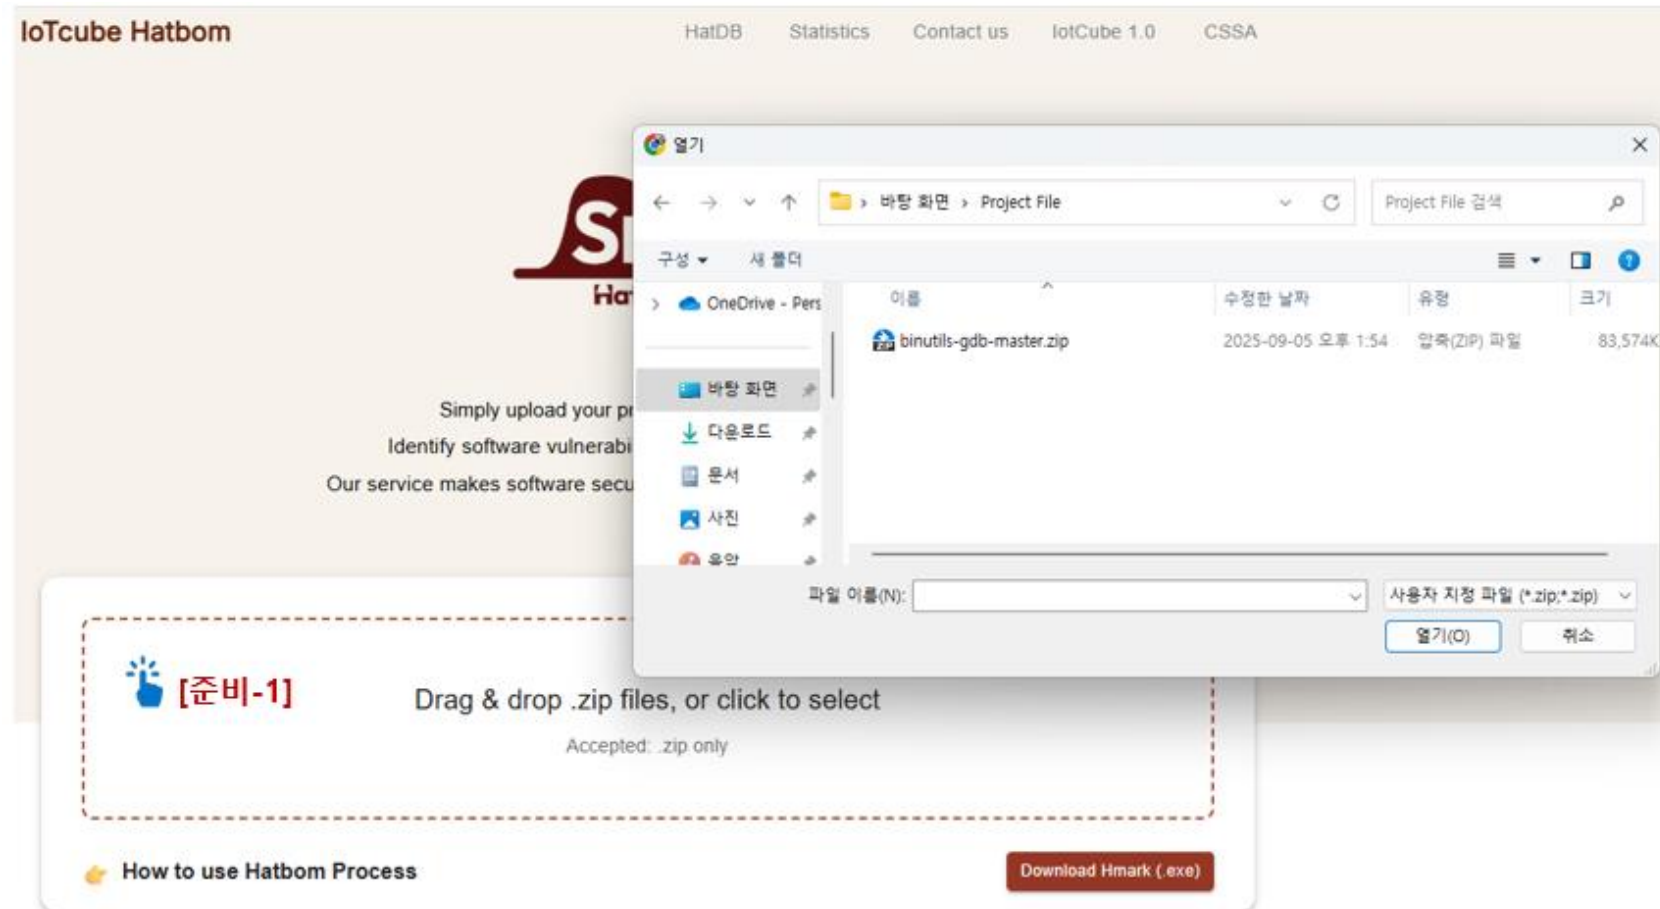 IoTcube Hatbom
HatDB Statistics Contact us IotCube 1.0 CSSA
열기
바탕 화면 › Project File
Project File 검색
구성 새 폴더
OneDrive - Pers
이름 수정한 날짜 유형 크기
binutils-gdb-master.zip 2025-09-05 오후 1:54 압축(ZIP) 파일 83,574K
바탕 화면
다운로드
문서
사진
음악
파일 이름(N):
사용자 지정 파일 (*.zip;*.zip)
열기(O) 취소
Simply upload your
Identify software
Our service makes software
[준비-1]
Drag & drop .zip files, or click to select
Accepted: .zip only
How to use Hatbom Process
Download Hmark (.exe)